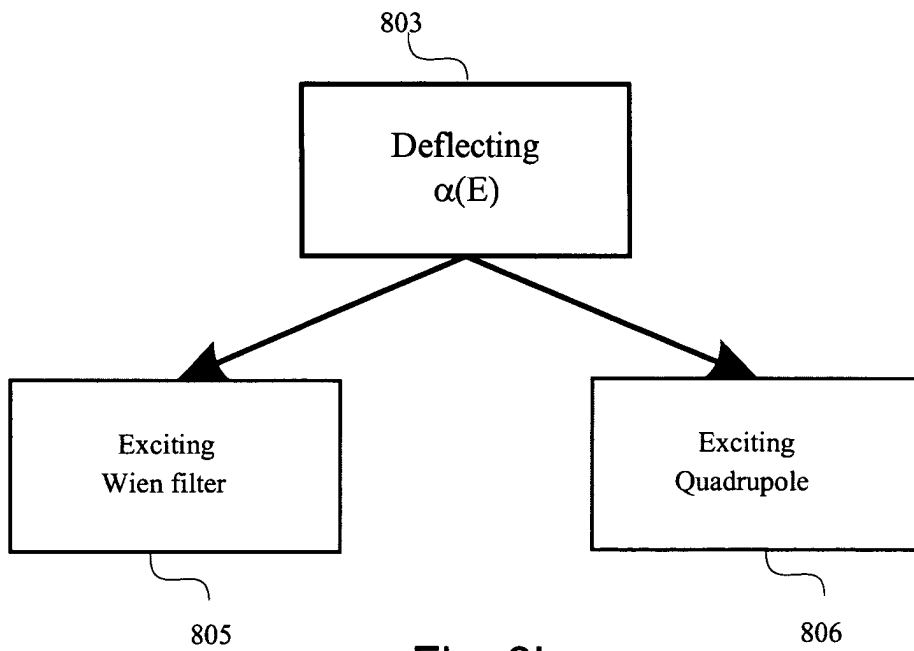 803
Deflecting
α(E)
Exciting
Wien filter
Exciting
Quadrupole
805
806